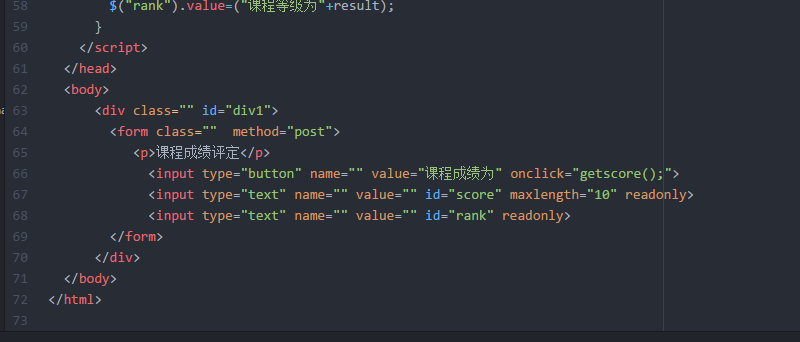 58 $("rank").value=("课程等级为"+result);
59 }
60 </script>
61 </head>
62 <body>
63 <div class="" id="div1">
64 <form class=""  method="post">
65 <p>课程成绩评定</p>
66 <input type="button" name="" value="课程成绩为" onclick="getscore();">
67 <input type="text" name="" value="" id="score" maxlength="10" readonly>
68 <input type="text" name="" value="" id="rank" readonly>
69 </form>
70 </div>
71 </body>
72 </html>
73